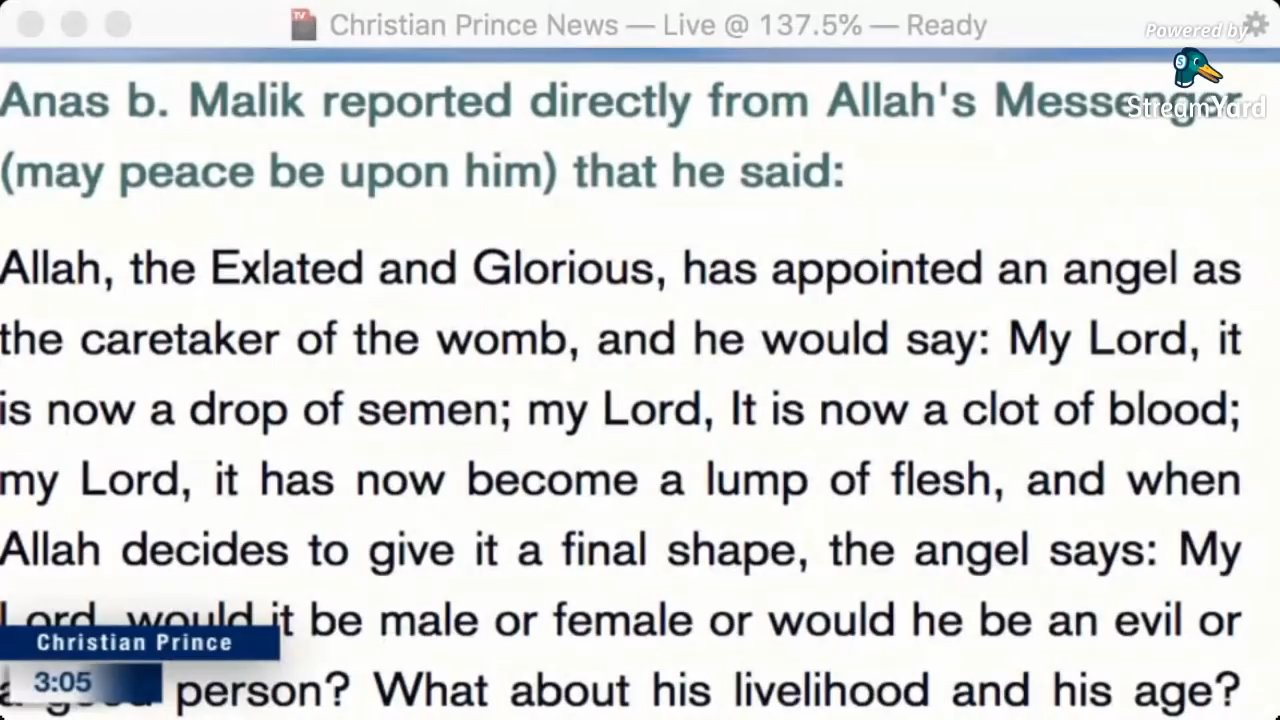 TV
Christian Prince News — Live @ 137.5% — Ready
Powered by
StreamYard
Anas b. Malik reported directly from Allah's Messenger
(may peace be upon him) that he said:
Allah, the Exlated and Glorious, has appointed an angel as
the caretaker of the womb, and he would say: My Lord, it
is now a drop of semen; my Lord, It is now a clot of blood;
my Lord, it has now become a lump of flesh, and when
Allah decides to give it a final shape, the angel says: My
Lord, would it be male or female or would he be an evil or
a good person? What about his livelihood and his age?
Christian Prince
3:05